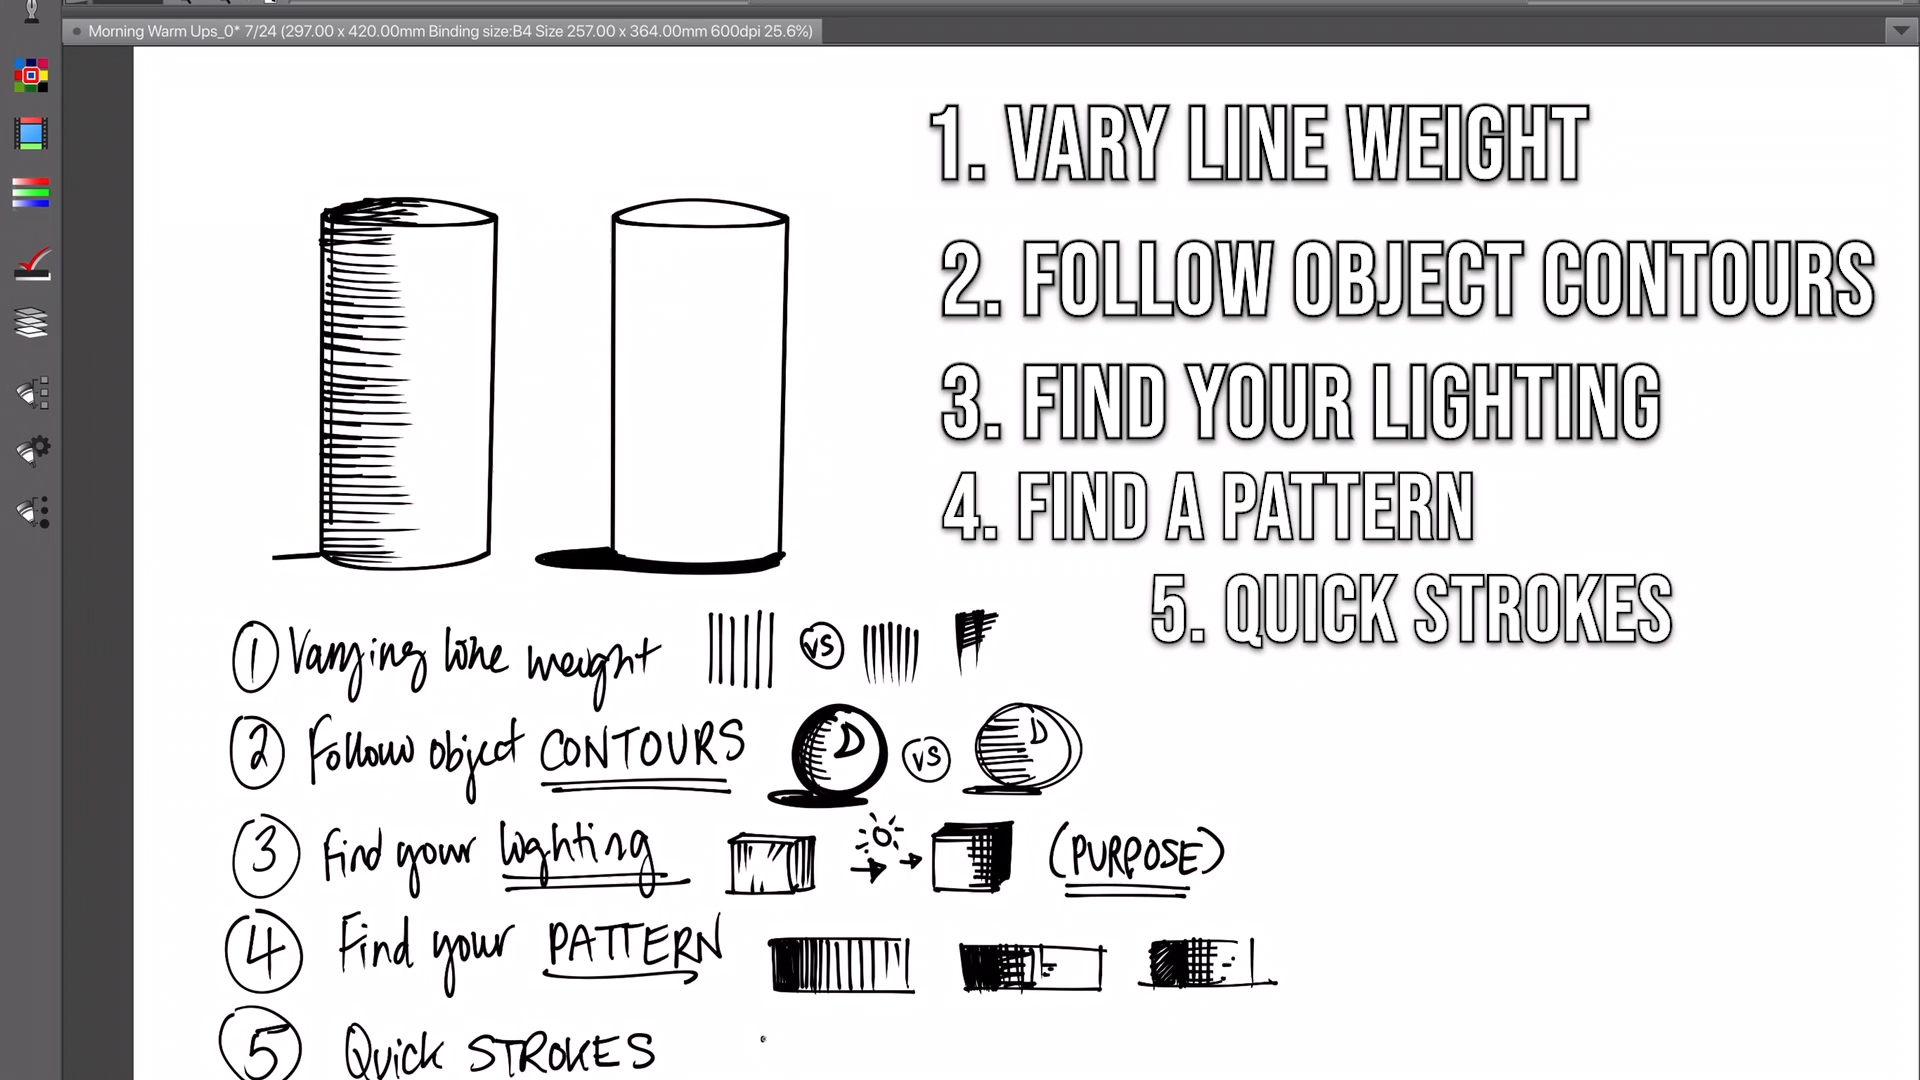 Morning Warm Ups_0* 7/24 (297.00 x 420.00mm Binding size:B4 Size 257.00 x 364.00mm 600dpi 25.6%)
1. VARY LINE WEIGHT
2. FOLLOW OBJECT CONTOURS
3. FIND YOUR LIGHTING
4. FIND A PATTERN
5. QUICK STROKES
1 Varying line weight VS
2 Follow object CONTOURS VS
3 Find your lighting (PURPOSE)
4 Find your PATTERN
5 Quick STROKES